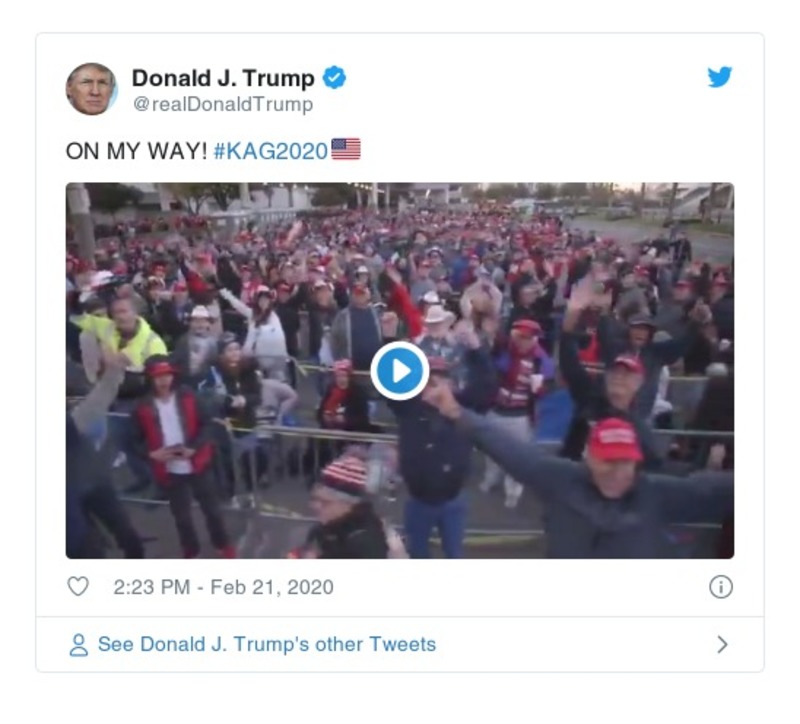 Donald J. Trump
@realDonaldTrump
ON MY WAY! #KAG2020🇺🇸
2:23 PM - Feb 21, 2020
See Donald J. Trump's other Tweets